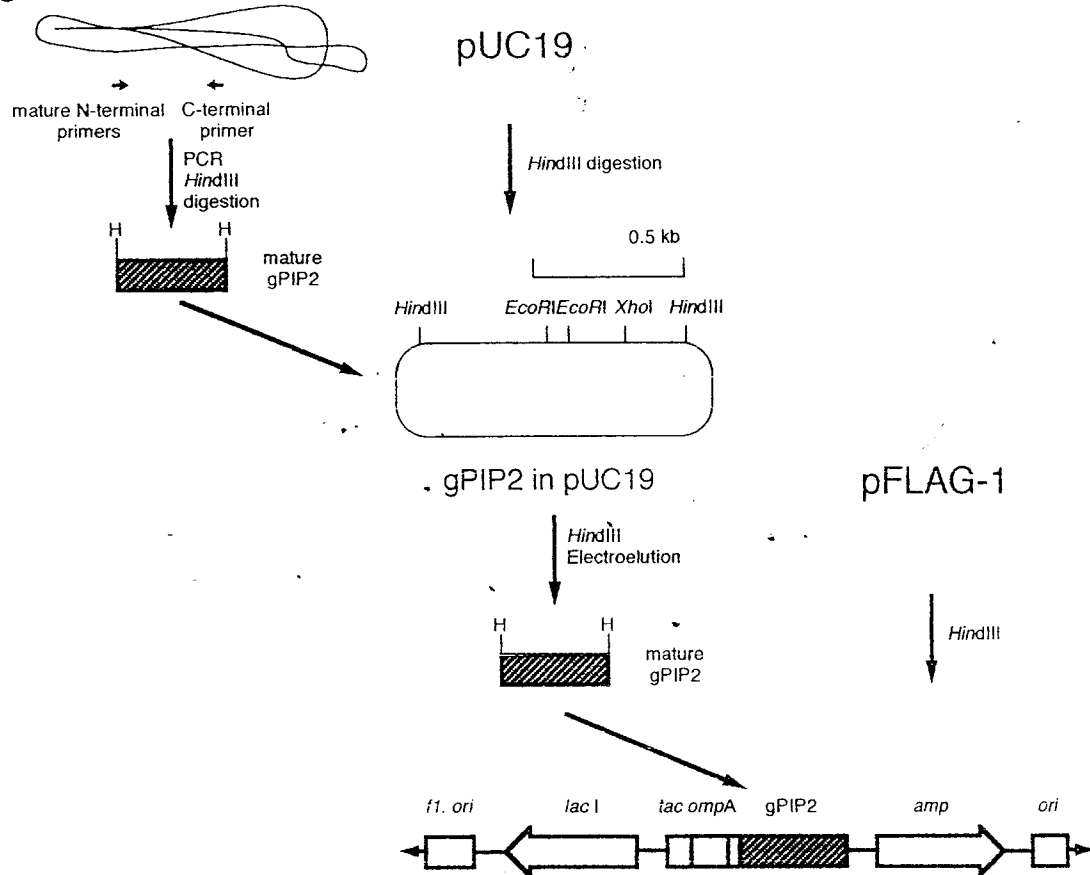 pUC19
mature N-terminal
primers
C-terminal
primer
PCR
HindIII
digestion
HindIII digestion
H H
mature
gPIP2
0.5 kb
HindIII EcoRI EcoRI XhoI HindIII
gPIP2 in pUC19
pFLAG-1
HindIII
Electroelution
H H
mature
gPIP2
HindIII
f1. ori lac I tac ompA gPIP2 amp ori